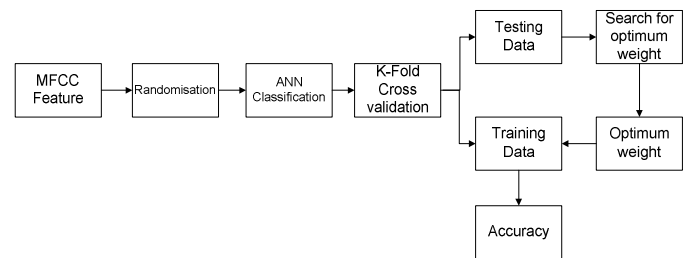 MFCC
Feature
Randomisation
ANN
Classification
K-Fold
Cross
validation
Testing
Data
Search for
optimum
weight
Training
Data
Optimum
weight
Accuracy